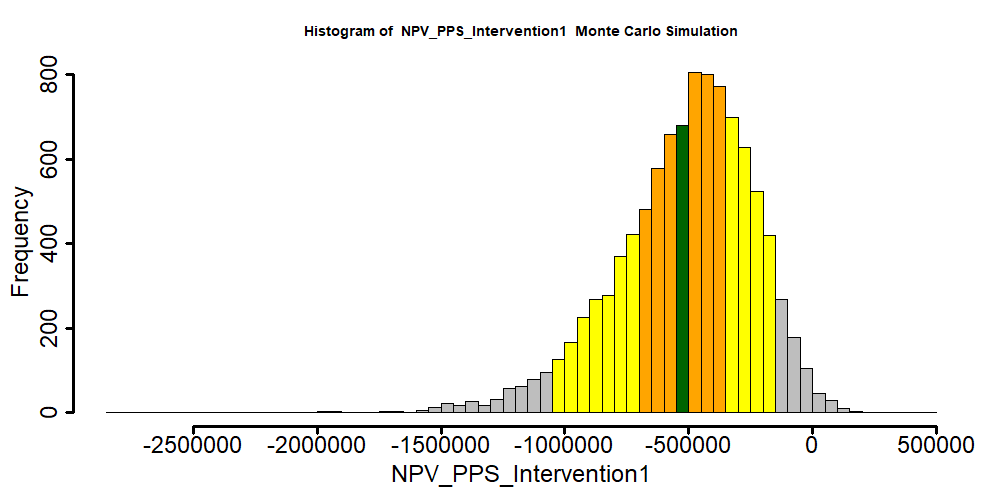 Histogram of  NPV_PPS_Intervention1  Monte Carlo Simulation
Frequency
800
600
400
200
0
-2500000 -2000000 -1500000 -1000000 -500000 0 500000
NPV_PPS_Intervention1